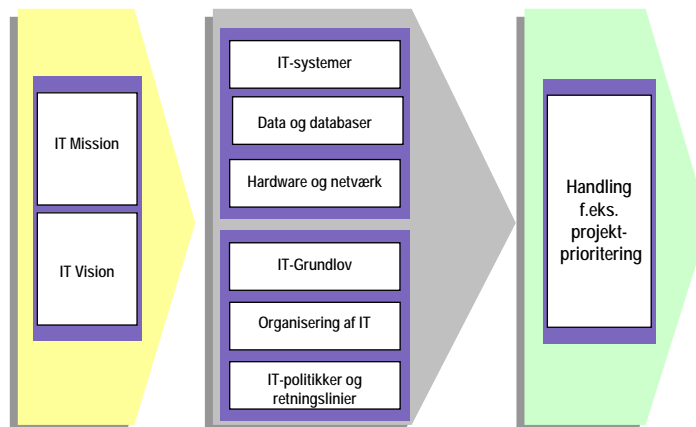 IT Mission
IT Vision
IT-systemer
Data og databaser
Hardware og netværk
IT-Grundlov
Organisering af IT
IT-politikker og
retningslinier
Handling
f.eks.
projekt-
prioritering